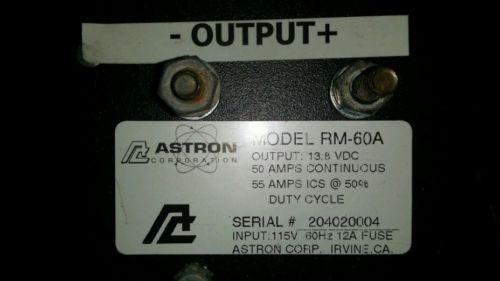 - OUTPUT+
ASTRON
CORPORATION
MODEL RM-60A
OUTPUT: 13.8 VDC
50 AMPS CONTINUOUS
55 AMPS ICS @ 50%
DUTY CYCLE
SERIAL # 204020004
INPUT:115V 60Hz 12A FUSE
ASTRON CORP. IRVINE,CA.